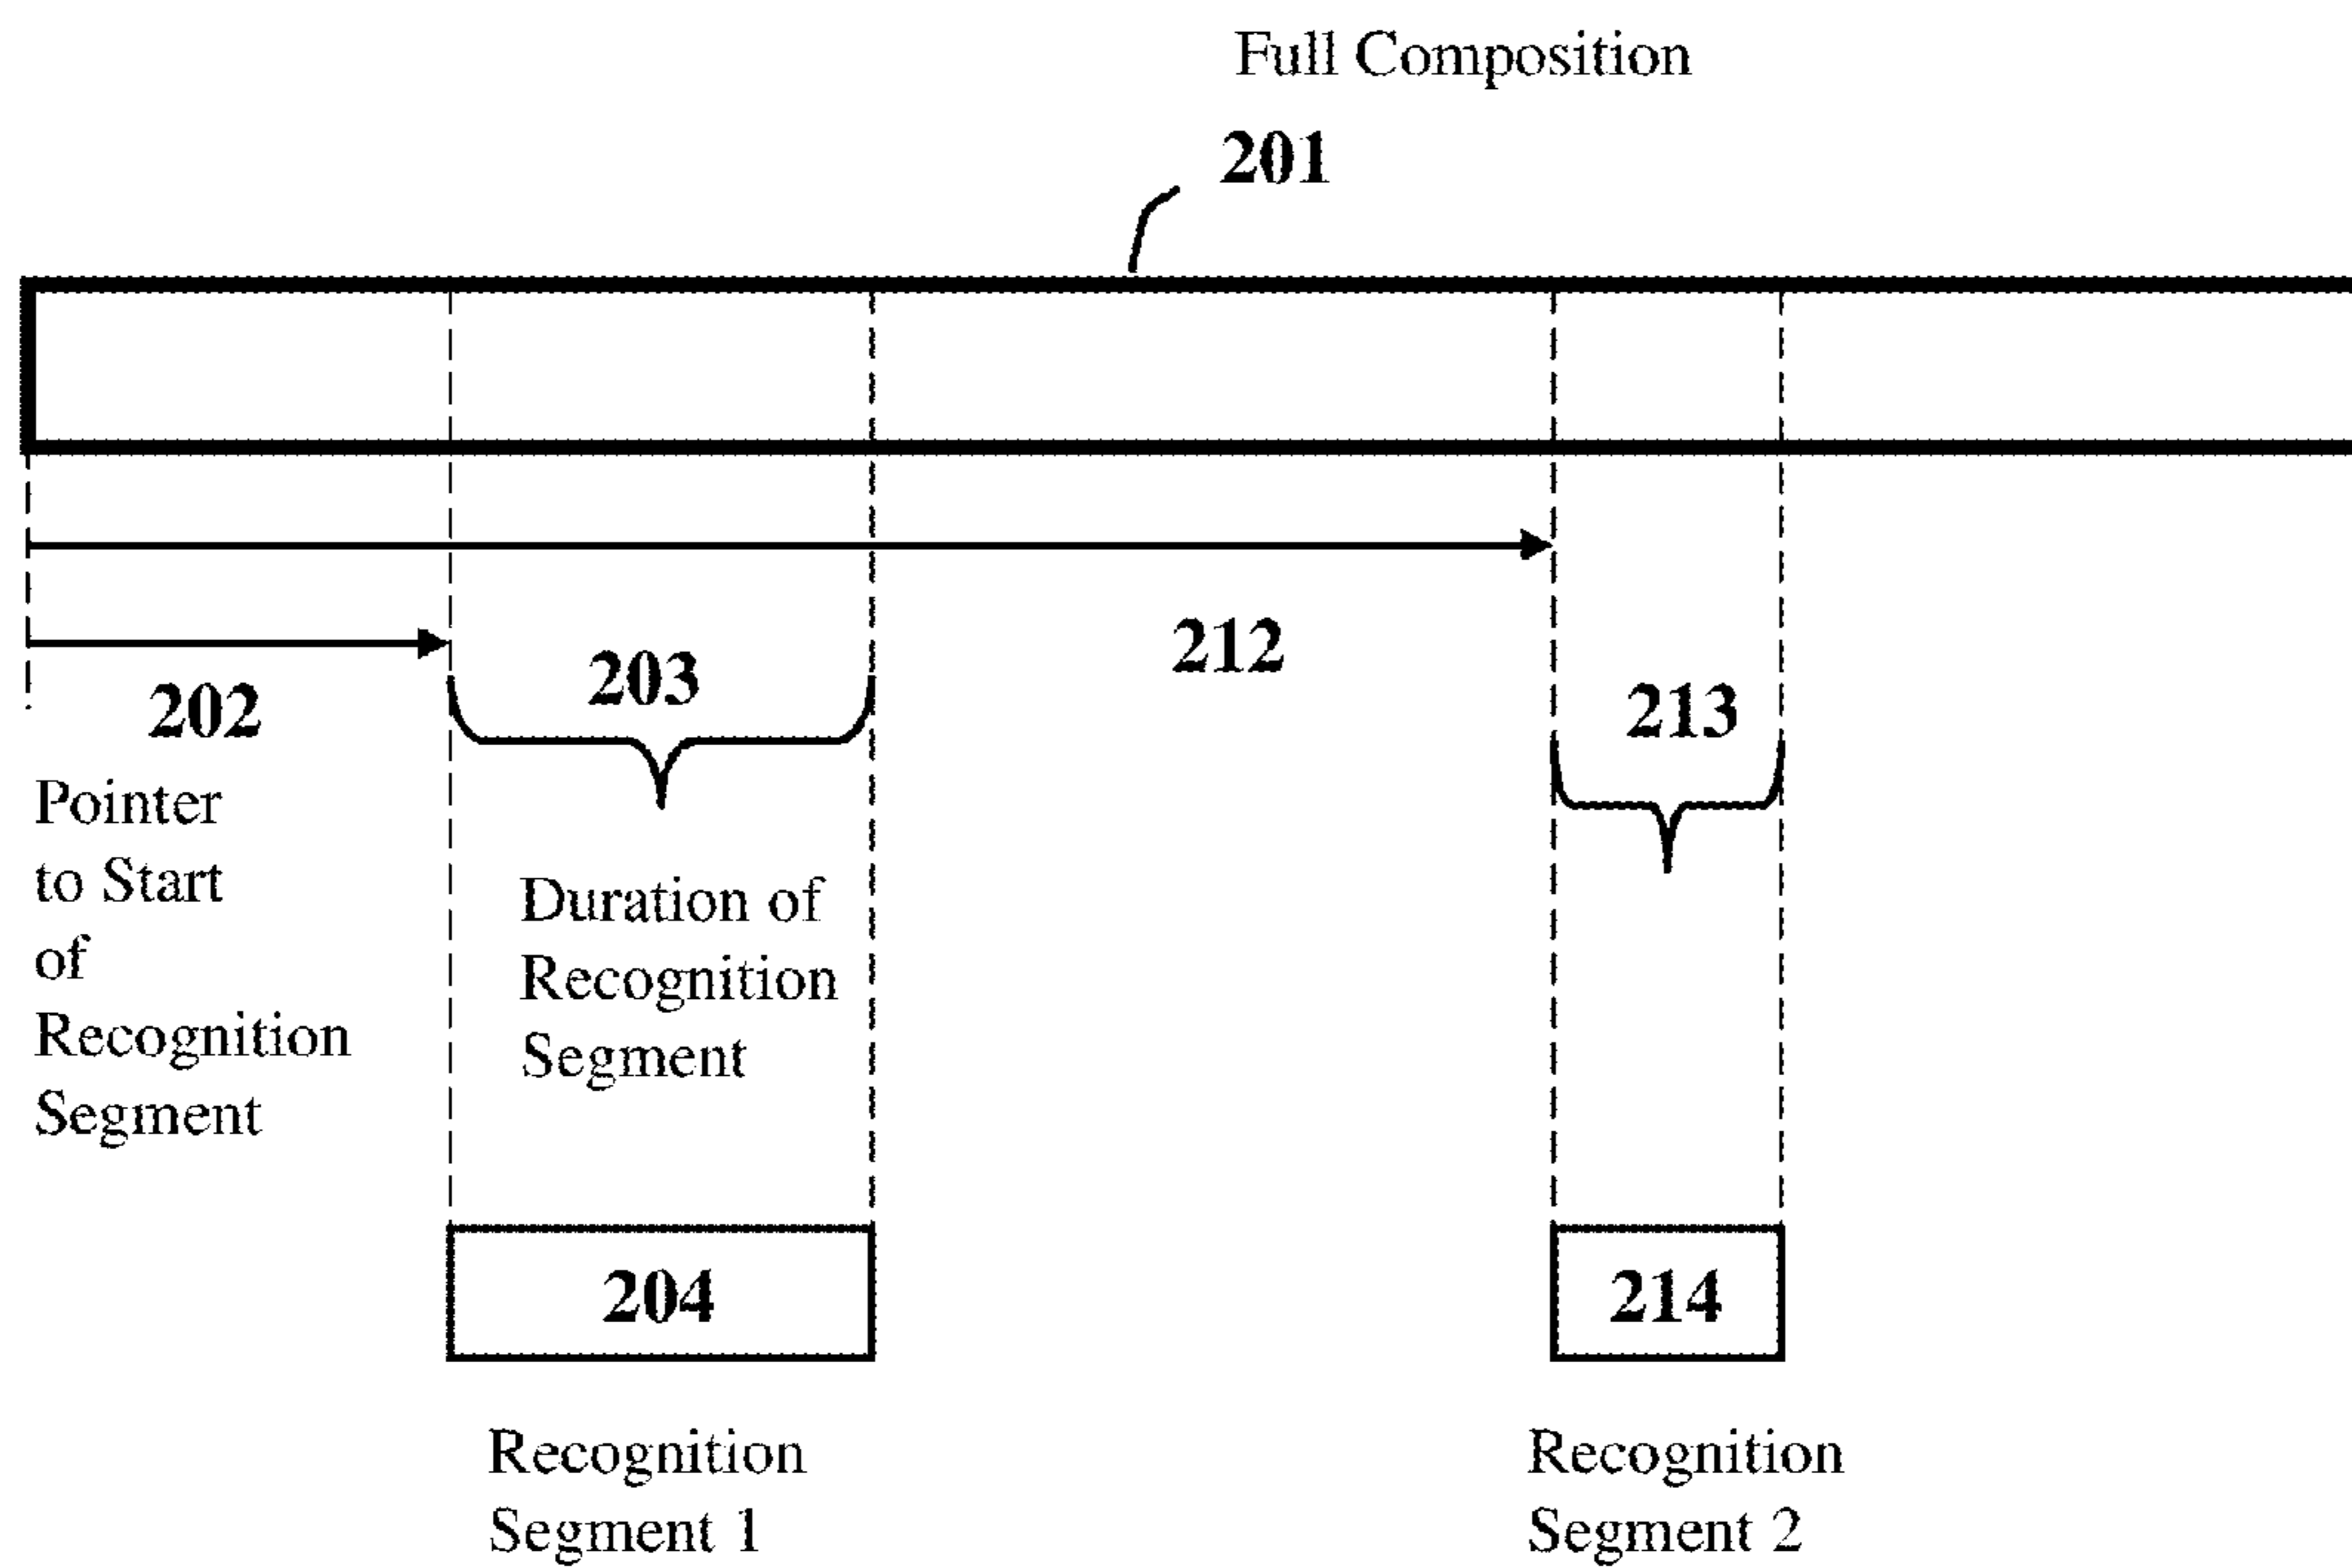 Full Composition
201
212
202
203
213
Pointer
to Start
of
Recognition
Segment
Duration of
Recognition
Segment
204
214
Recognition
Segment 1
Recognition
Segment 2